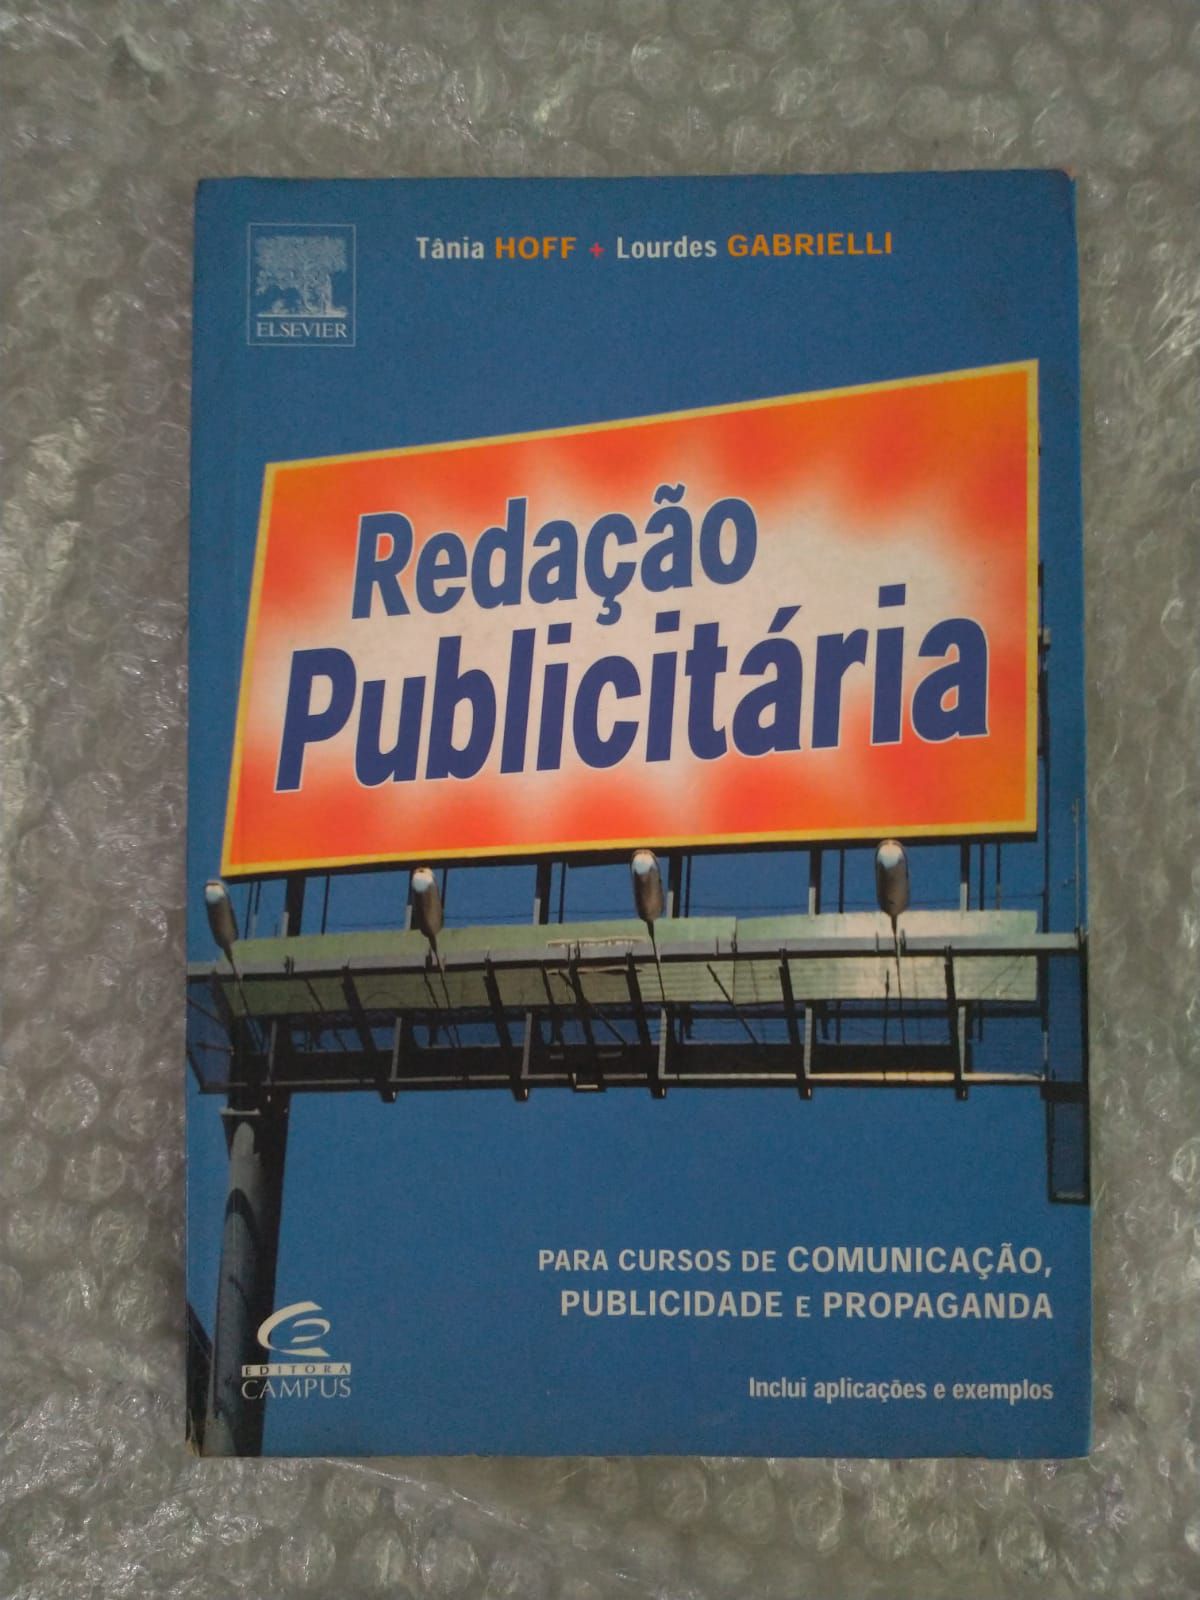 Tânia HOFF + Lourdes GABRIELLI
ELSEVIER
Redação
Publicitária
PARA CURSOS DE COMUNICAÇÃO,
PUBLICIDADE E PROPAGANDA
Inclui aplicações e exemplos
EDITORA
CAMPUS